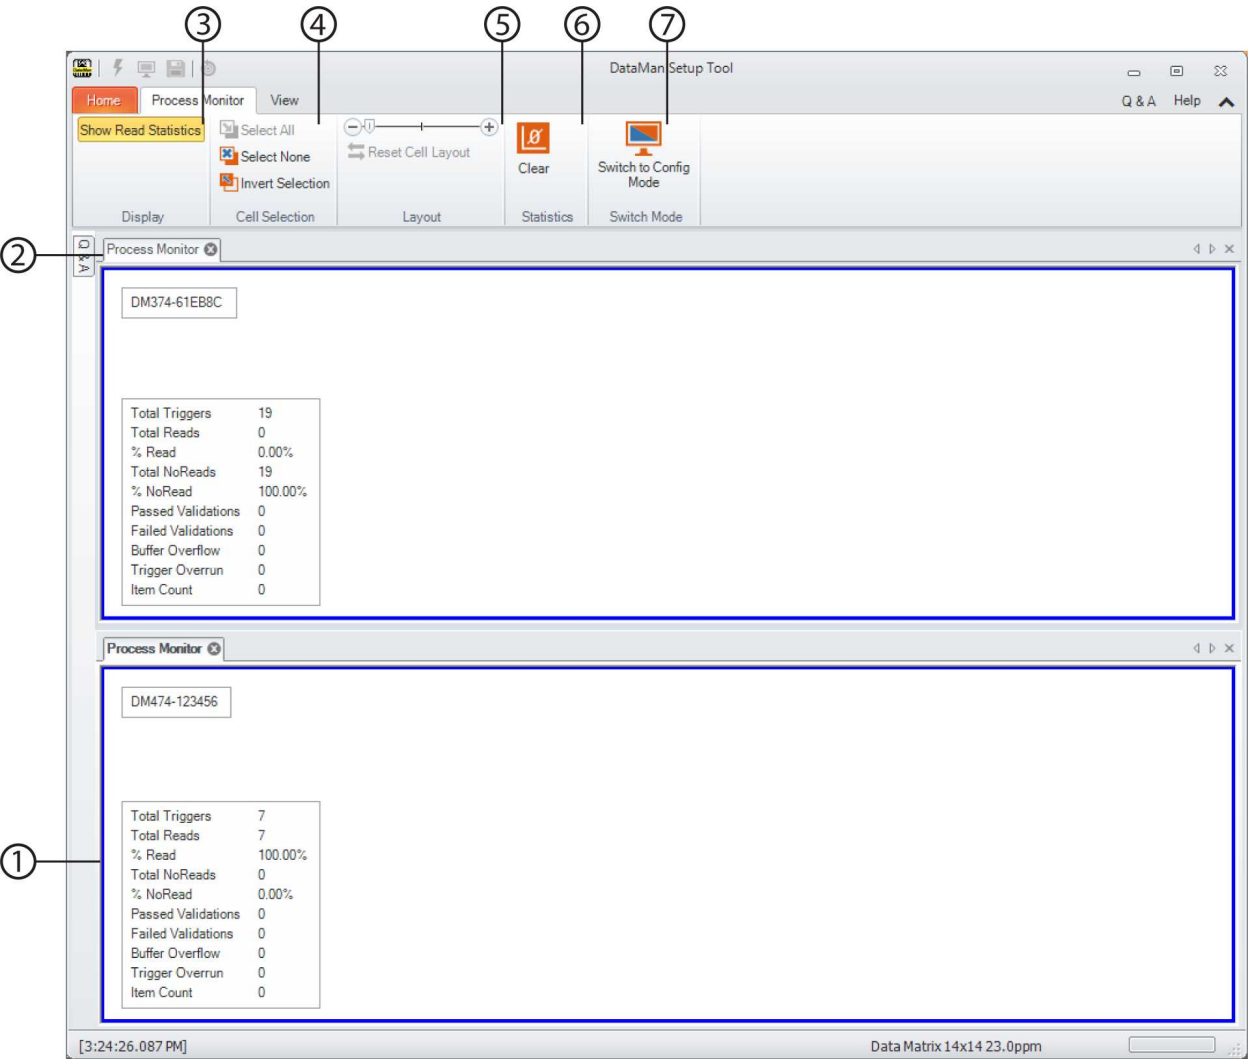 3 4 5 6 7
DataMan Setup Tool
Home Process Monitor View Q & A Help
Show Read Statistics Select All
Select None Reset Cell Layout Clear Switch to Config
Mode
Invert Selection
Display Cell Selection Layout Statistics Switch Mode
2 Q & A Process Monitor
DM374-61EB8C
Total Triggers 19
Total Reads 0
% Read 0.00%
Total NoReads 19
% NoRead 100.00%
Passed Validations 0
Failed Validations 0
Buffer Overflow 0
Trigger Overrun 0
Item Count 0
Process Monitor
DM474-123456
Total Triggers 7
Total Reads 7
1 % Read 100.00%
Total NoReads 0
% NoRead 0.00%
Passed Validations 0
Failed Validations 0
Buffer Overflow 0
Trigger Overrun 0
Item Count 0
[3:24:26.087 PM] Data Matrix 14x14 23.0ppm